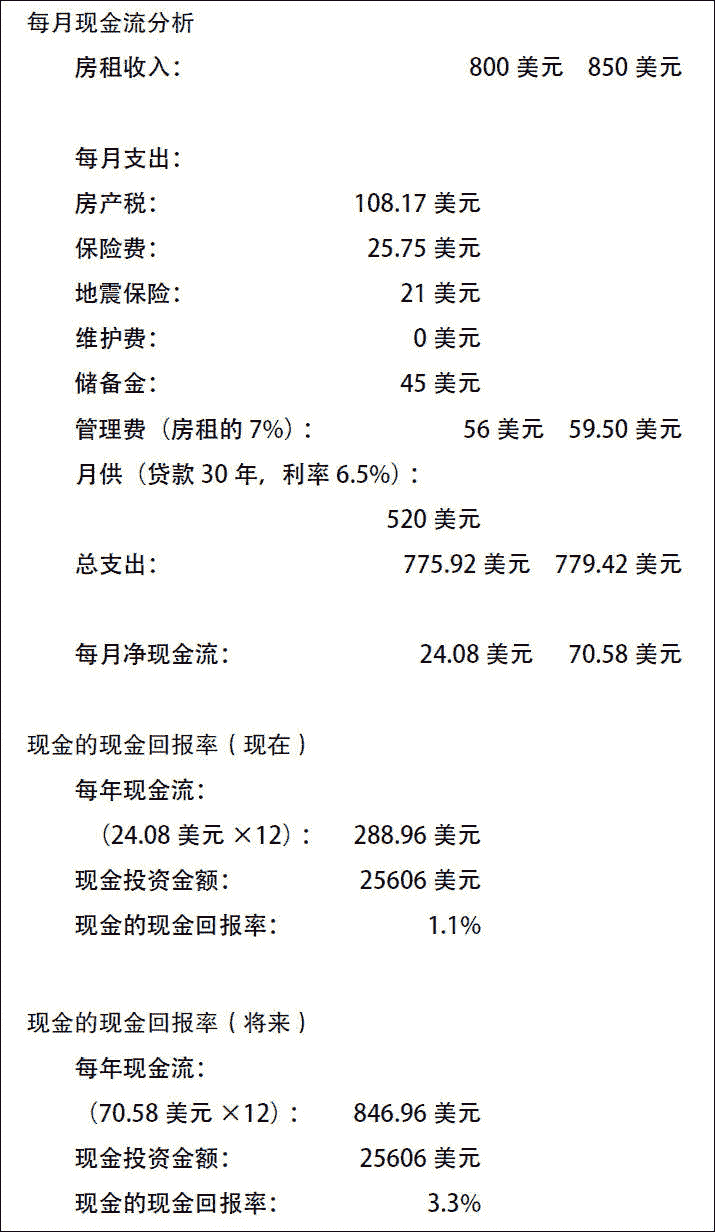 每月现金流分析
房租收入： 800 美元 850 美元
每月支出：
房产税： 108.17 美元
保险费： 25.75 美元
地震保险： 21 美元
维护费： 0 美元
储备金： 45 美元
管理费（房租的 7%）： 56 美元 59.50 美元
月供（贷款 30 年，利率 6.5%）：
520 美元
总支出： 775.92 美元 779.42 美元
每月净现金流： 24.08 美元 70.58 美元
现金的现金回报率（现在）
每年现金流：
（24.08 美元 ×12）： 288.96 美元
现金投资金额： 25606 美元
现金的现金回报率： 1.1%
现金的现金回报率（将来）
每年现金流：
（70.58 美元 ×12）： 846.96 美元
现金投资金额： 25606 美元
现金的现金回报率： 3.3%